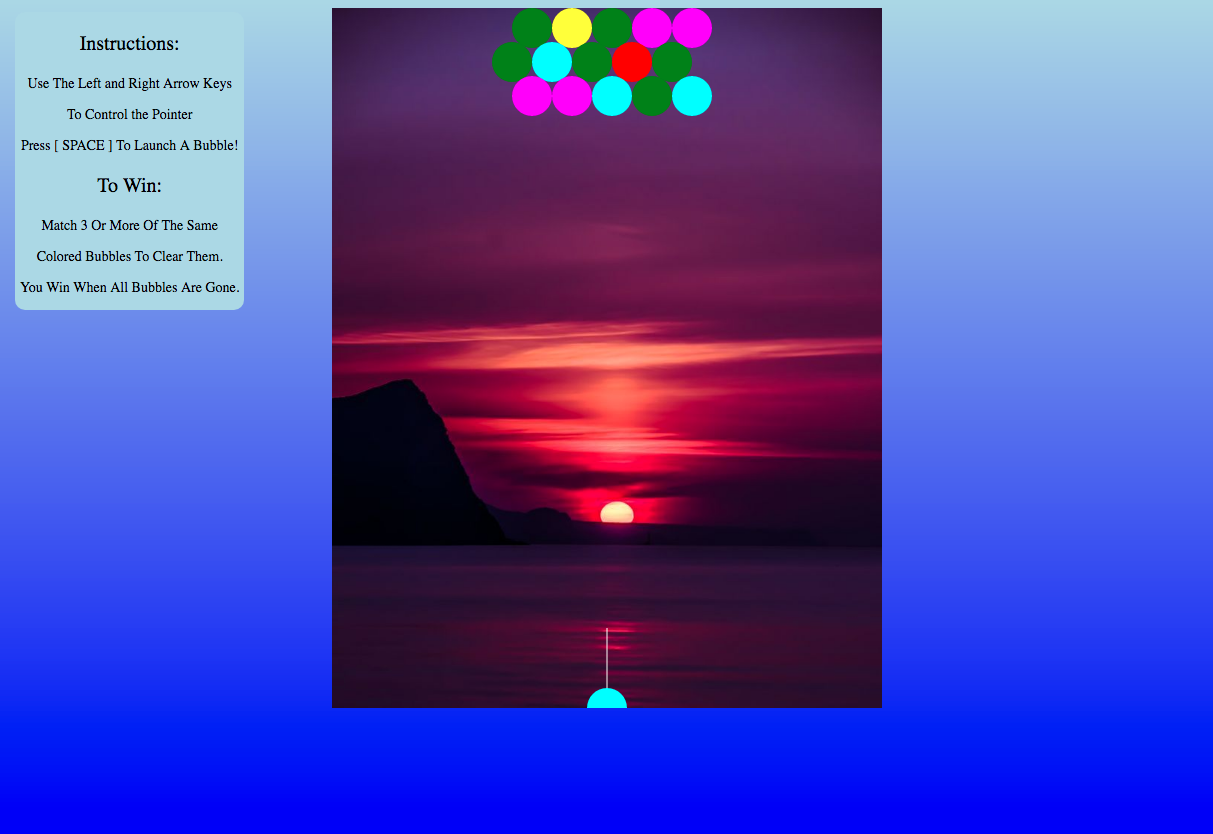 Instructions:
Use The Left and Right Arrow Keys
To Control the Pointer
Press [ SPACE ] To Launch A Bubble!
To Win:
Match 3 Or More Of The Same
Colored Bubbles To Clear Them.
You Win When All Bubbles Are Gone.